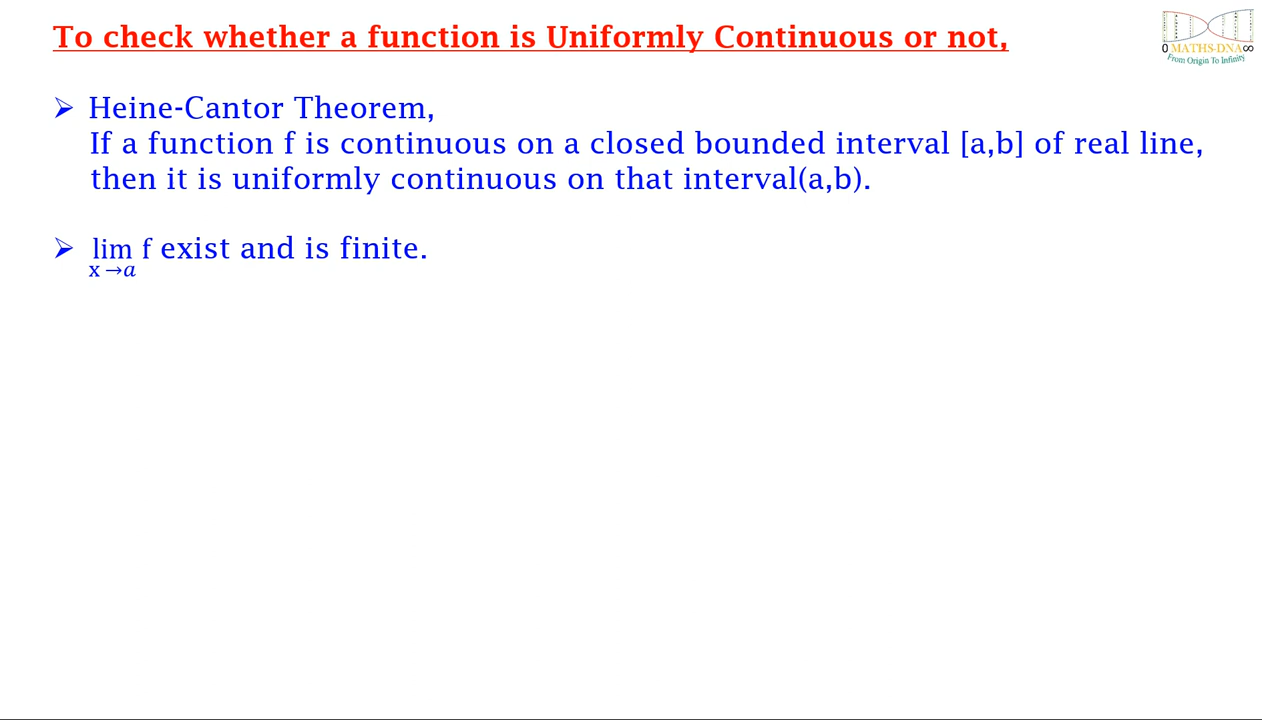 To check whether a function is Uniformly Continuous or not,
0 MATHS-DNA ∞
From Origin To Infinity
➢ Heine-Cantor Theorem,
If a function f is continuous on a closed bounded interval [a,b] of real line,
then it is uniformly continuous on that interval(a,b).
➢ lim f exist and is finite.
x →a